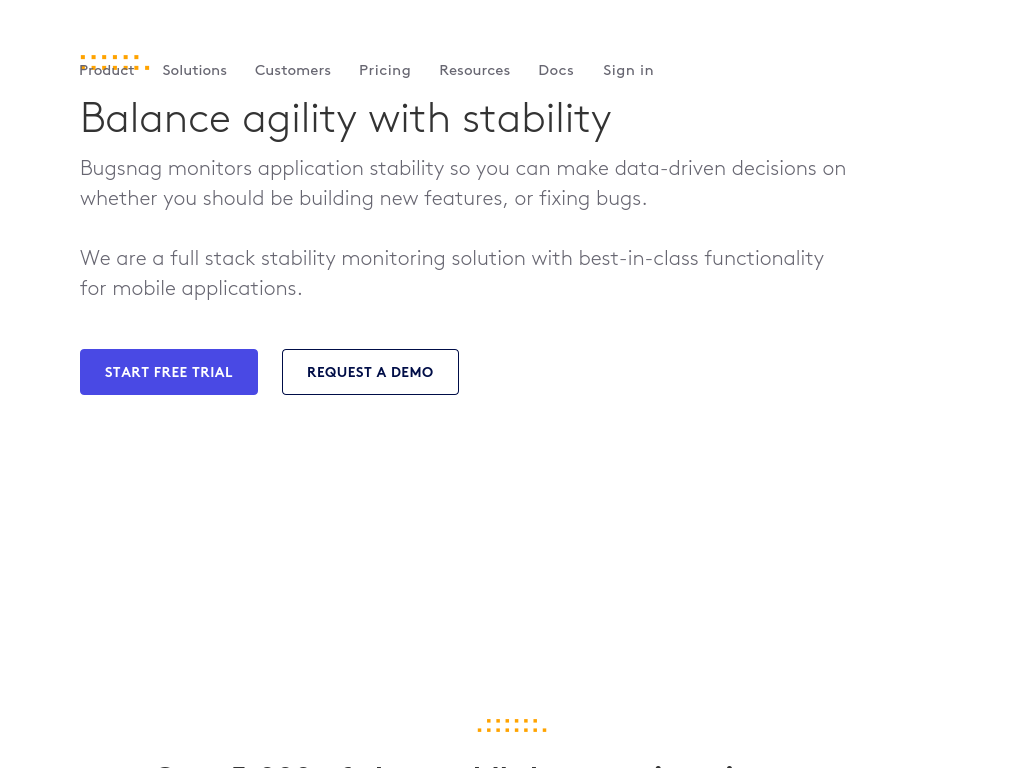 Product Solutions Customers Pricing Resources Docs Sign in
Balance agility with stability
Bugsnag monitors application stability so you can make data-driven decisions on
whether you should be building new features, or fixing bugs.
We are a full stack stability monitoring solution with best-in-class functionality
for mobile applications.
START FREE TRIAL REQUEST A DEMO